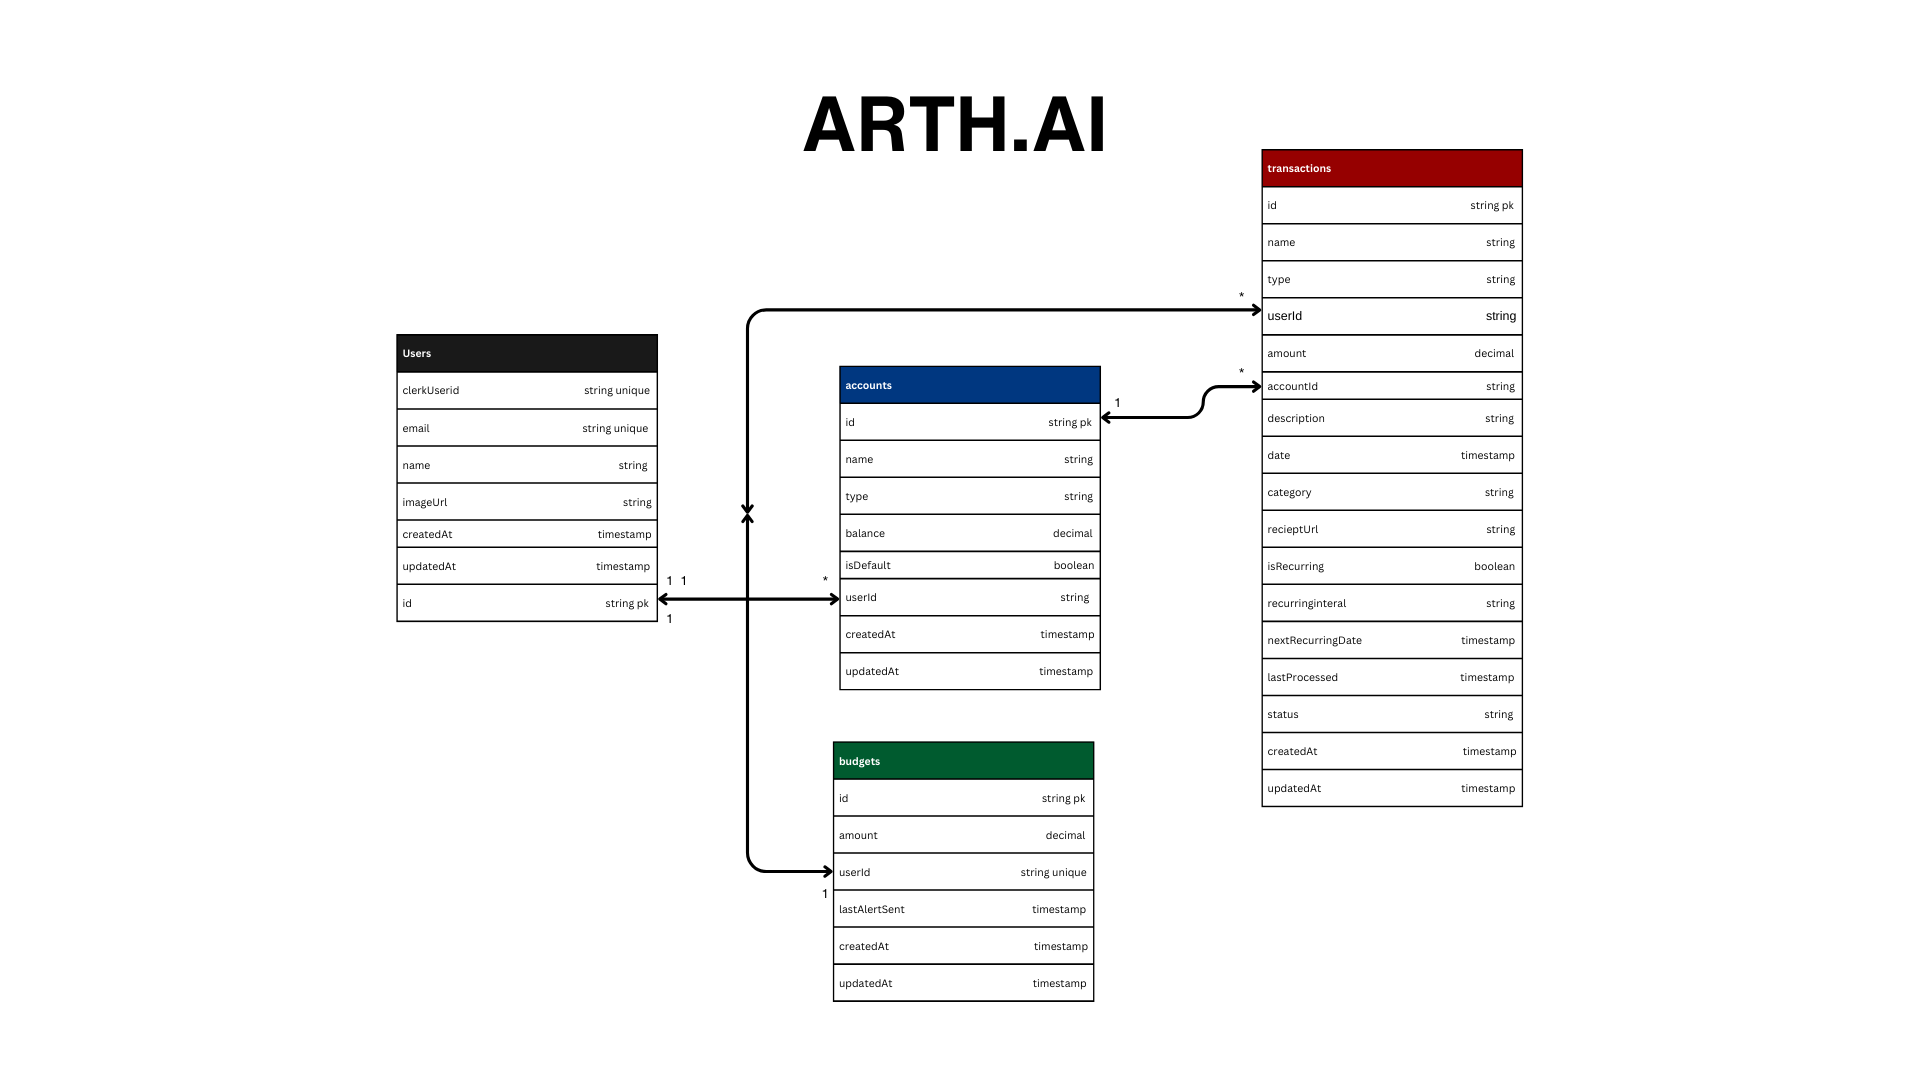 ARTH.AI
Users
clerkUserid string unique
email string unique
name string
imageUrl string
createdAt timestamp
updatedAt timestamp
id string pk
1 1
1
*
accounts
id string pk
name string
type string
balance decimal
isDefault boolean
userId string
createdAt timestamp
updatedAt timestamp
1
budgets
id string pk
amount decimal
userId string unique
lastAlertSent timestamp
createdAt timestamp
updatedAt timestamp
1
*
*
transactions
id string pk
name string
type string
userId string
amount decimal
accountId string
description string
date timestamp
category string
recieptUrl string
isRecurring boolean
recurringinteral string
nextRecurringDate timestamp
lastProcessed timestamp
status string
createdAt timestamp
updatedAt timestamp